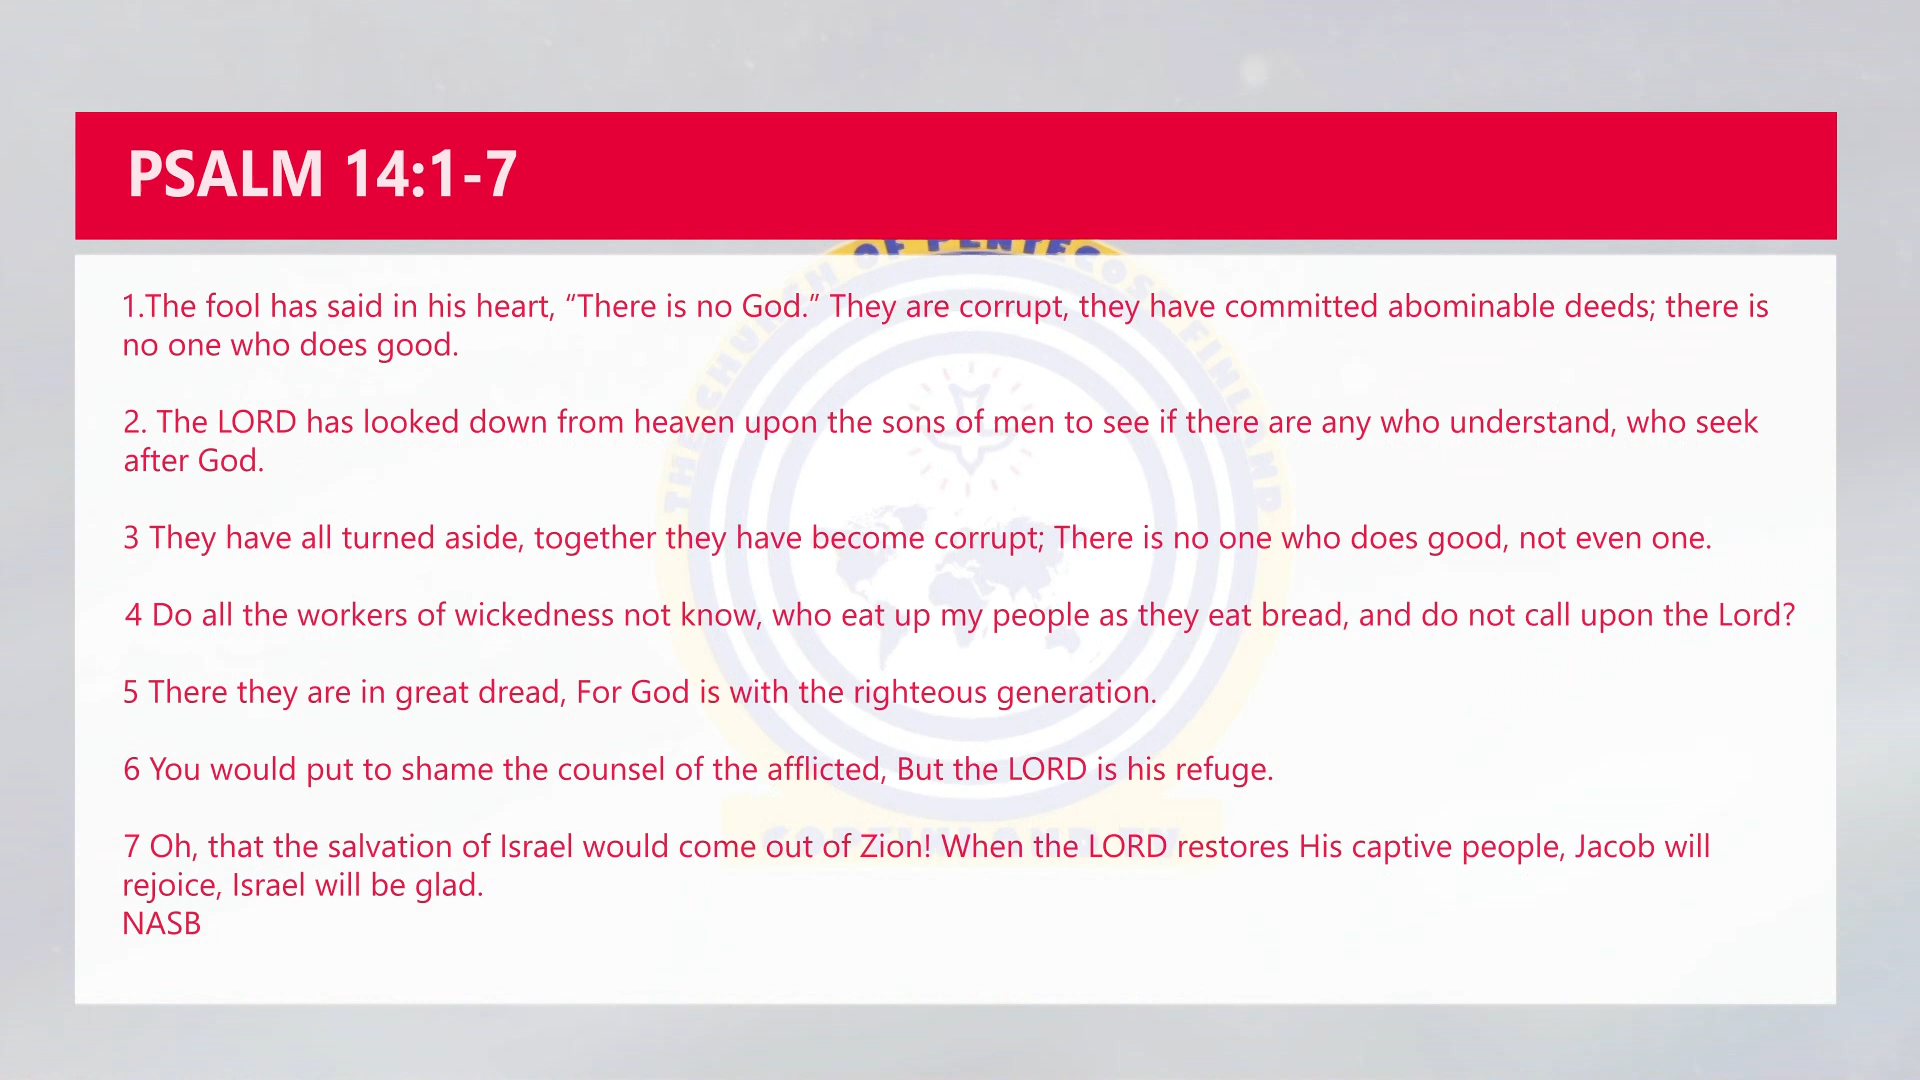 PSALM 14:1-7
THE CHURCH OF PENTECOST FINLAND
1.The fool has said in his heart, “There is no God.” They are corrupt, they have committed abominable deeds; there is
no one who does good.
2. The LORD has looked down from heaven upon the sons of men to see if there are any who understand, who seek
after God.
3 They have all turned aside, together they have become corrupt; There is no one who does good, not even one.
4 Do all the workers of wickedness not know, who eat up my people as they eat bread, and do not call upon the Lord?
5 There they are in great dread, For God is with the righteous generation.
6 You would put to shame the counsel of the afflicted, But the LORD is his refuge.
7 Oh, that the salvation of Israel would come out of Zion! When the LORD restores His captive people, Jacob will
rejoice, Israel will be glad.
NASB